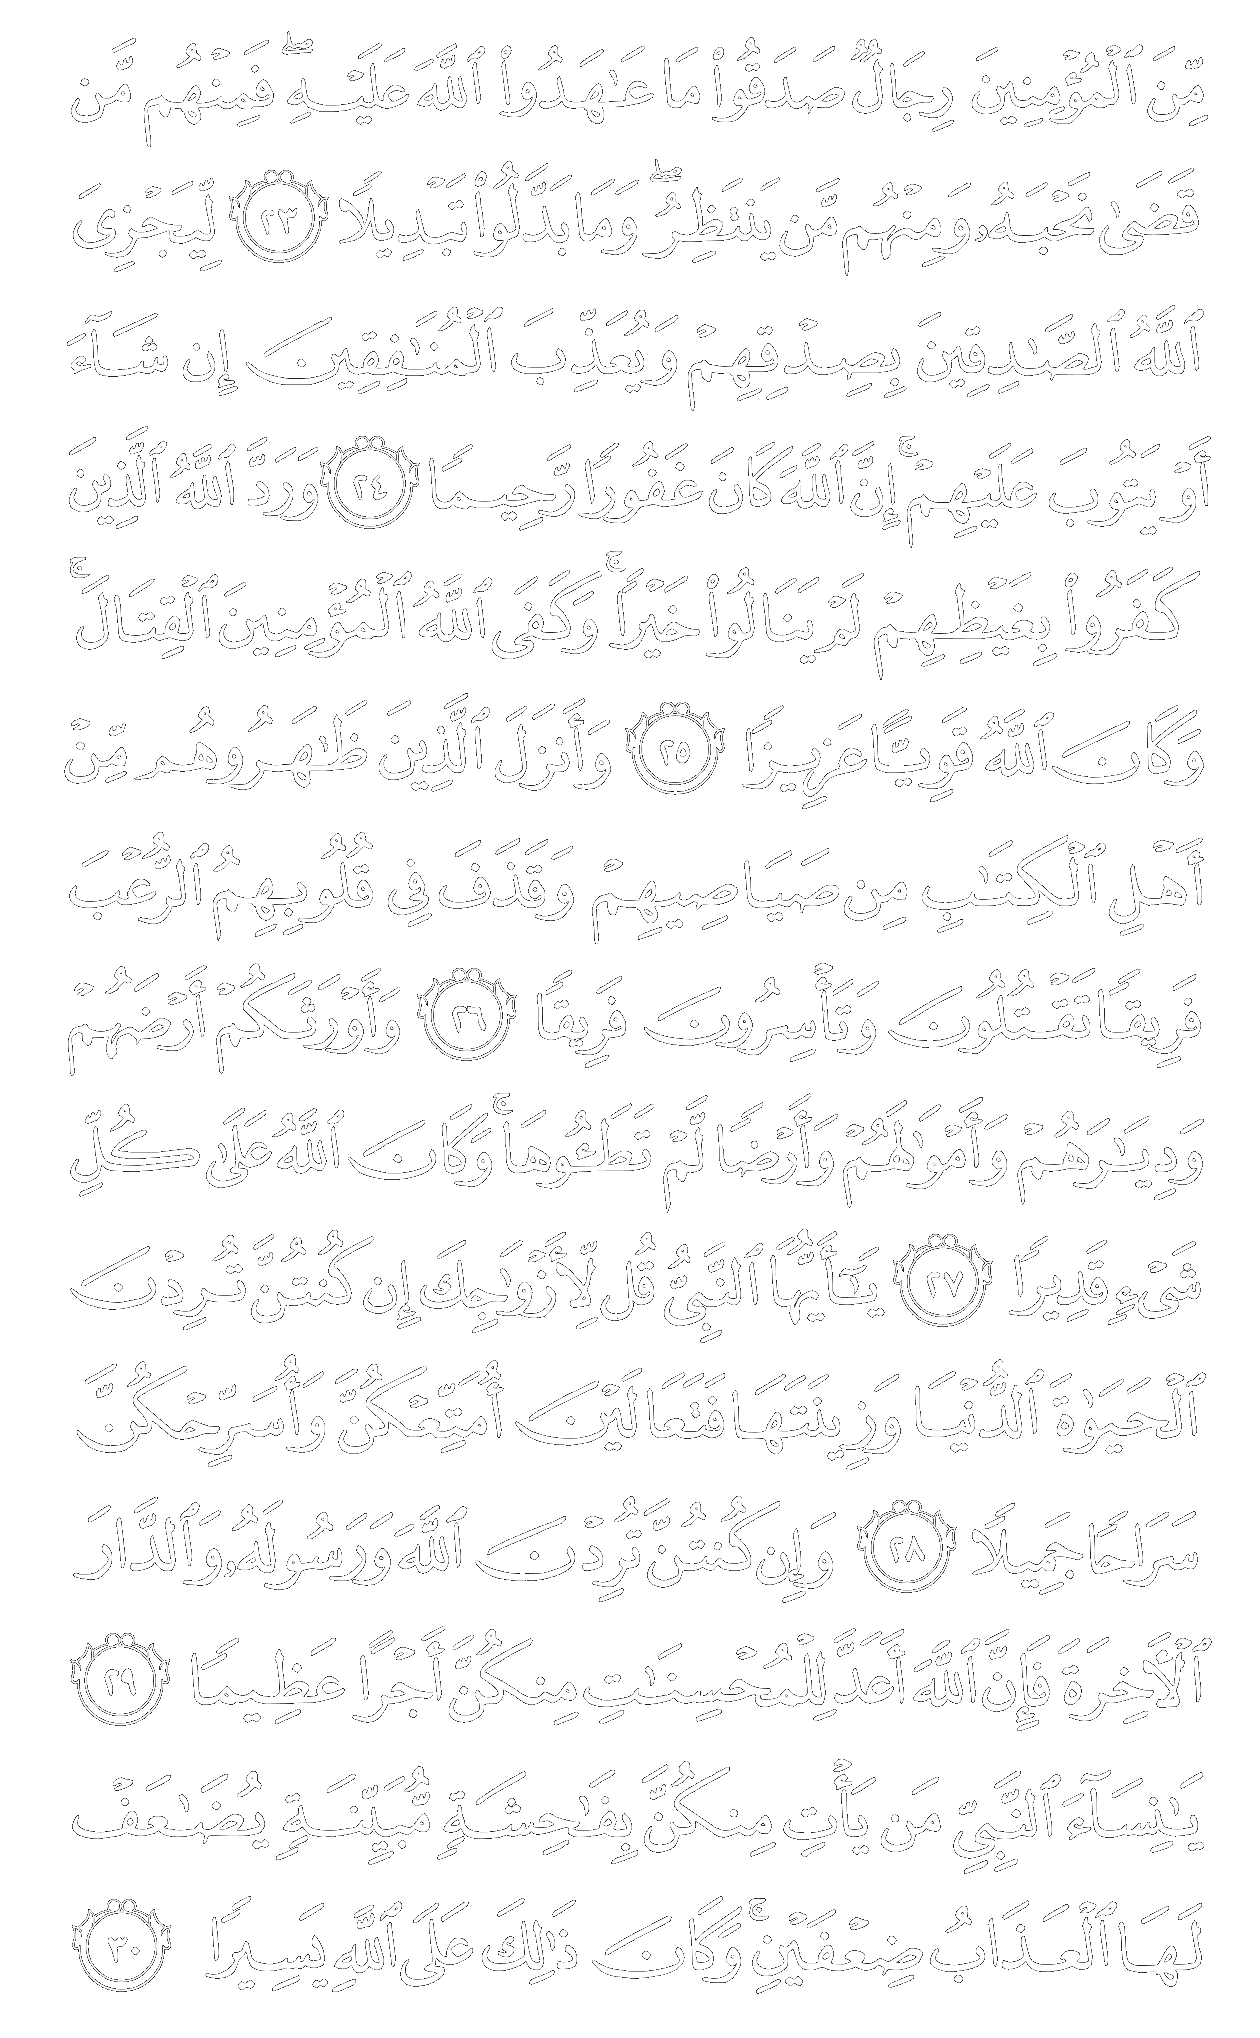 مِّنَ ٱلْمُؤْمِنِينَ رِجَالٌ صَدَقُوا۟ مَا عَـٰهَدُوا۟ ٱللَّهَ عَلَيْهِ ۖ فَمِنْهُم مَّن
قَضَىٰ نَحْبَهُۥ وَمِنْهُم مَّن يَنتَظِرُ ۖ وَمَا بَدَّلُوا۟ تَبْدِيلًا ٢٣ لِّيَجْزِىَ
ٱللَّهُ ٱلصَّـٰدِقِينَ بِصِدْقِهِمْ وَيُعَذِّبَ ٱلْمُنَـٰفِقِينَ إِن شَآءَ
أَوْ يَتُوبَ عَلَيْهِمْ ۚ إِنَّ ٱللَّهَ كَانَ غَفُورًا رَّحِيمًا ٢٤ وَرَدَّ ٱللَّهُ ٱلَّذِينَ
كَفَرُوا۟ بِغَيْظِهِمْ لَمْ يَنَالُوا۟ خَيْرًا ۚ وَكَفَى ٱللَّهُ ٱلْمُؤْمِنِينَ ٱلْقِتَالَ ۚ
وَكَانَ ٱللَّهُ قَوِيًّا عَزِيزًا ٢٥ وَأَنزَلَ ٱلَّذِينَ ظَـٰهَرُوهُم مِّنْ
أَهْلِ ٱلْكِتَـٰبِ مِن صَيَاصِيهِمْ وَقَذَفَ فِى قُلُوبِهِمُ ٱلرُّعْبَ
فَرِيقًا تَقْتُلُونَ وَتَأْسِرُونَ فَرِيقًا ٢٦ وَأَوْرَثَكُمْ أَرْضَهُمْ
وَدِيَـٰرَهُمْ وَأَمْوَٰلَهُمْ وَأَرْضًا لَّمْ تَطَـُٔوهَا ۚ وَكَانَ ٱللَّهُ عَلَىٰ كُلِّ
شَىْءٍ قَدِيرًا ٢٧ يَـٰٓأَيُّهَا ٱلنَّبِىُّ قُل لِّأَزْوَٰجِكَ إِن كُنتُنَّ تُرِدْنَ
ٱلْحَيَوٰةَ ٱلدُّنْيَا وَزِينَتَهَا فَتَعَالَيْنَ أُمَتِّعْكُنَّ وَأُسَرِّحْكُنَّ
سَرَاحًا جَمِيلًا ٢٨ وَإِن كُنتُنَّ تُرِدْنَ ٱللَّهَ وَرَسُولَهُۥ وَٱلدَّارَ
ٱلْـَٔاخِرَةَ فَإِنَّ ٱللَّهَ أَعَدَّ لِلْمُحْسِنَـٰتِ مِنكُنَّ أَجْرًا عَظِيمًا ٢٩
يَـٰنِسَآءَ ٱلنَّبِىِّ مَن يَأْتِ مِنكُنَّ بِفَـٰحِشَةٍ مُّبَيِّنَةٍ يُضَـٰعَفْ
لَهَا ٱلْعَذَابُ ضِعْفَيْنِ ۚ وَكَانَ ذَٰلِكَ عَلَى ٱللَّهِ يَسِيرًا ٣٠